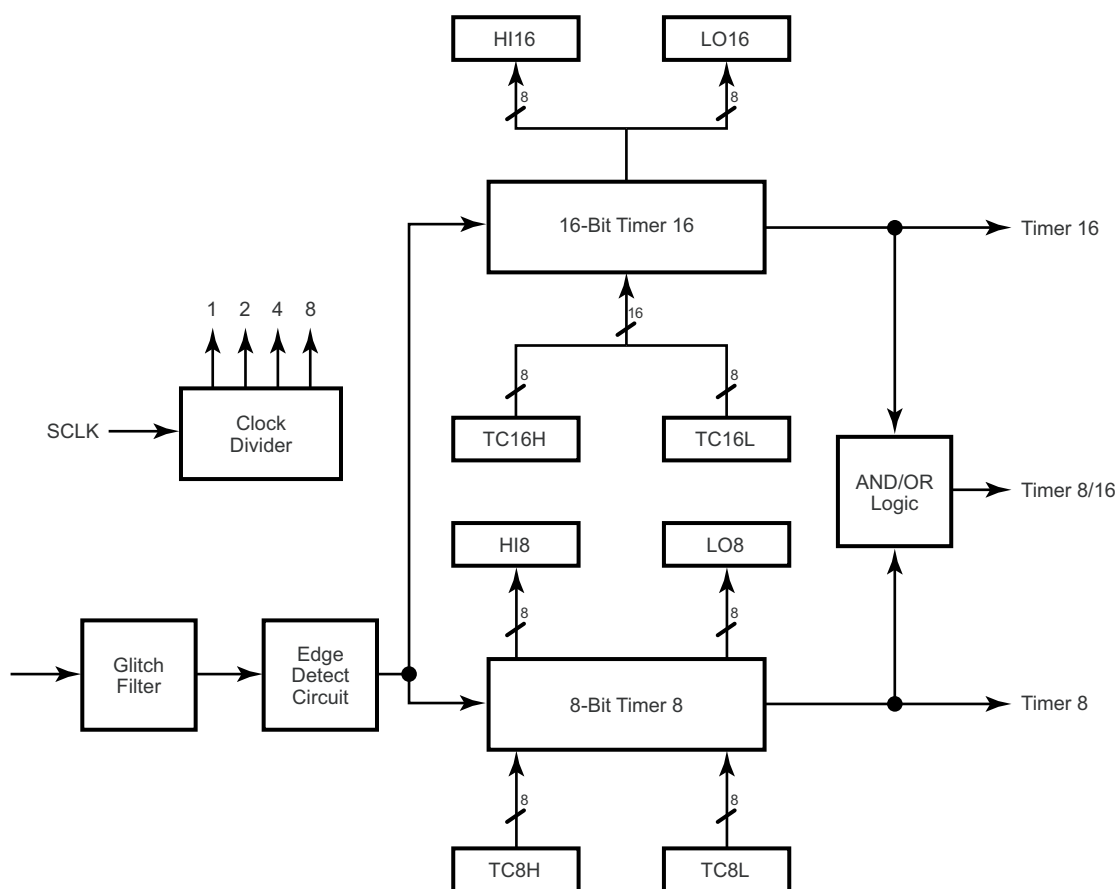 HI16
LO16
8
8
16-Bit Timer 16
Timer 16
16
1
2
4
8
8
8
SCLK
Clock
Divider
TC16H
TC16L
AND/OR
Logic
Timer 8/16
HI8
LO8
8
8
Glitch
Filter
Edge
Detect
Circuit
8-Bit Timer 8
Timer 8
8
8
TC8H
TC8L